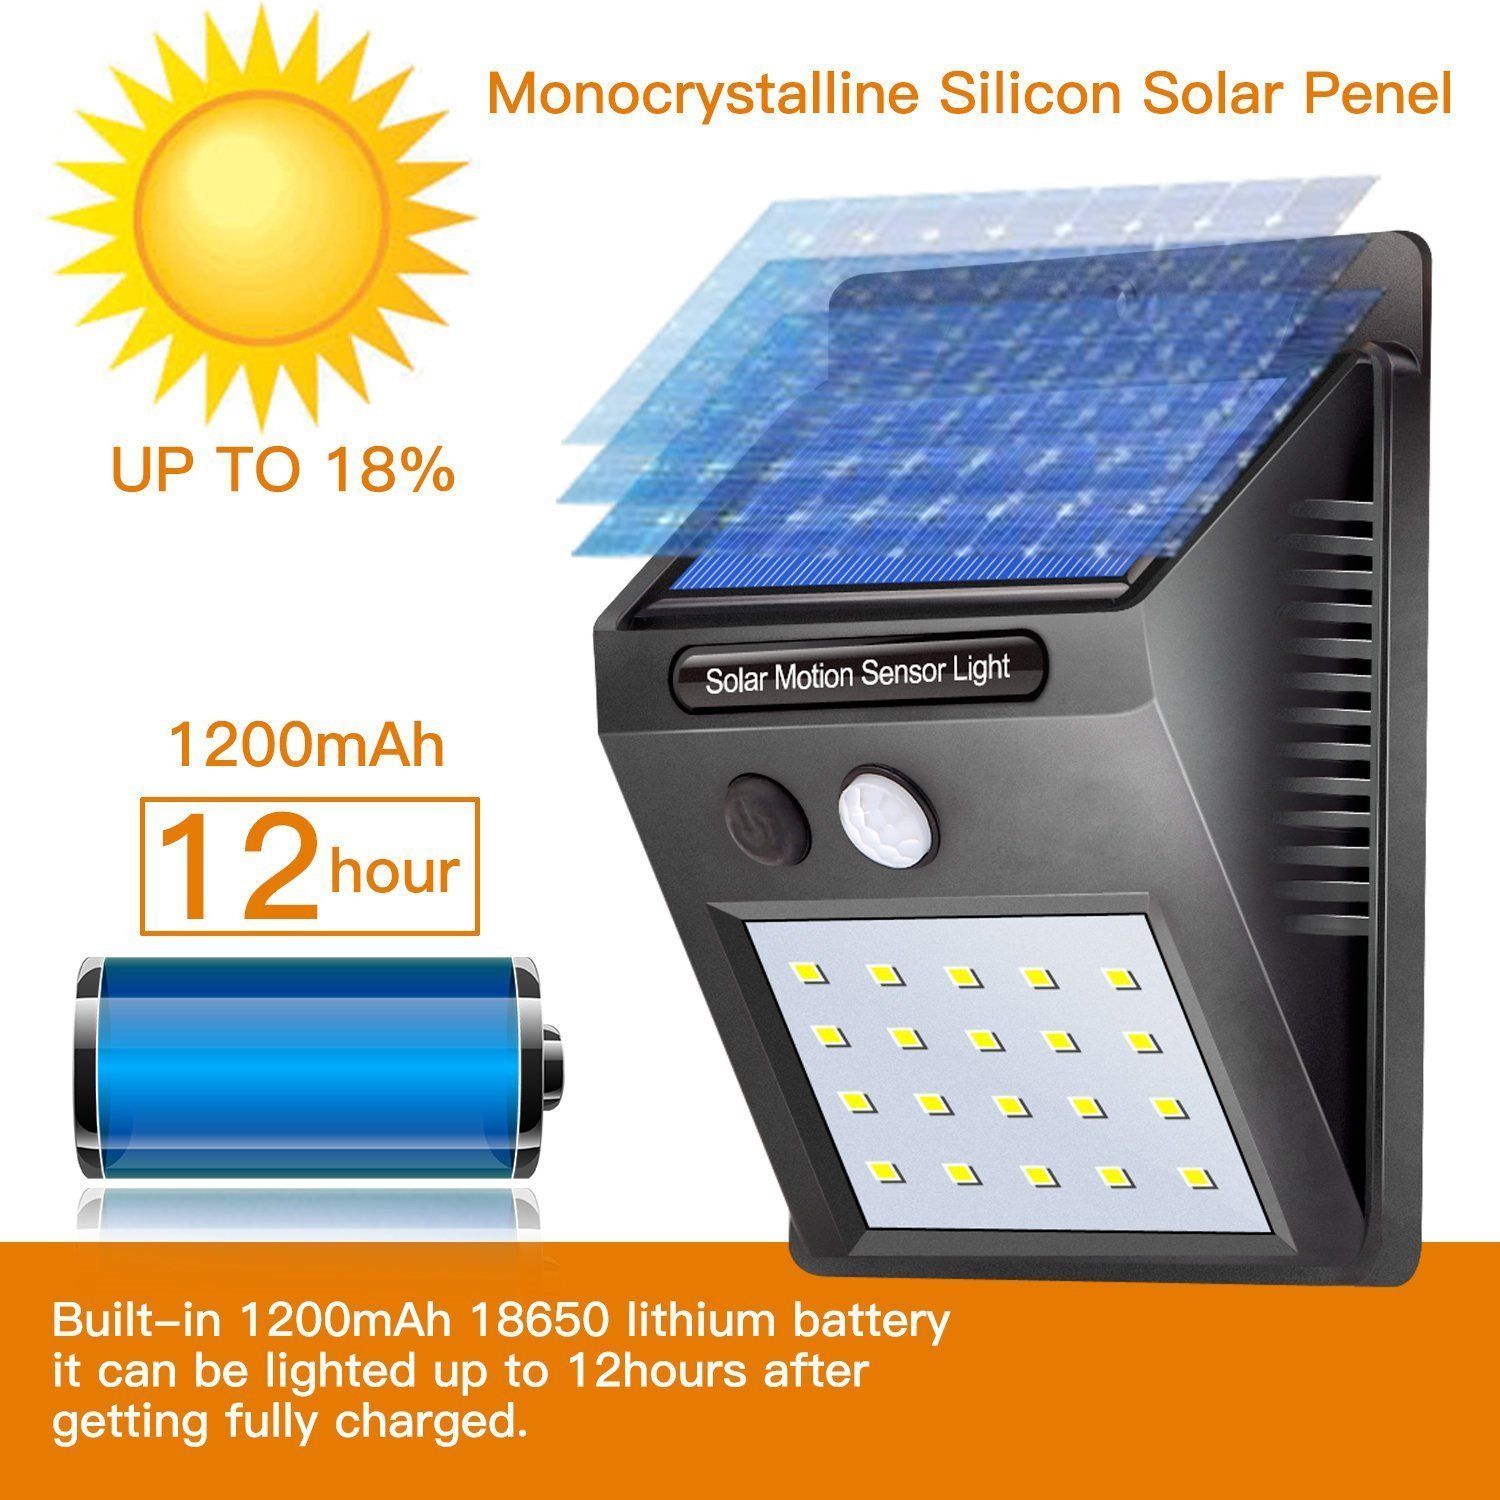 Monocrystalline Silicon Solar Penel
UP TO 18%
Solar Motion Sensor Light
1200mAh
12hour
Built-in 1200mAh 18650 lithium battery
it can be lighted up to 12hours after
getting fully charged.